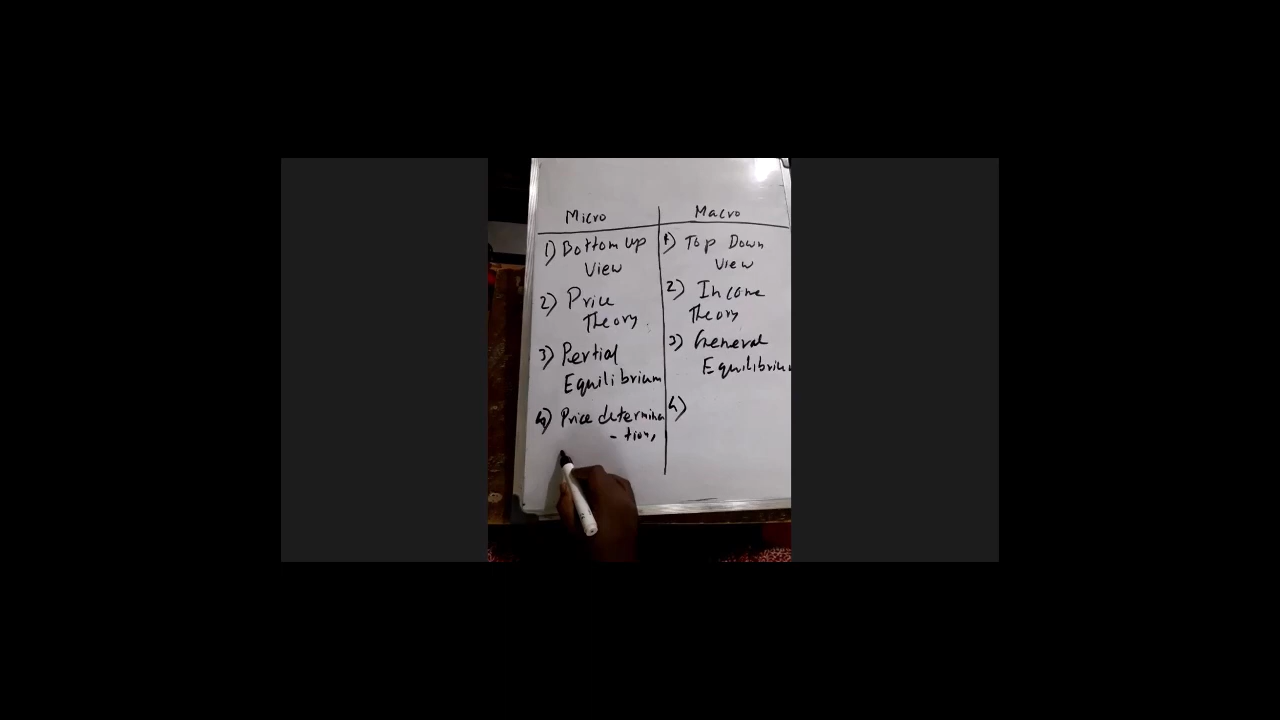 Micro
1) Bottom up
View
2) Price
Theory
3) Pertial
Equilibrium
4) Price determina
- tion,
Macro
1) Top Down
View
2) Income
Theory
3) General
Equilibrium
4)